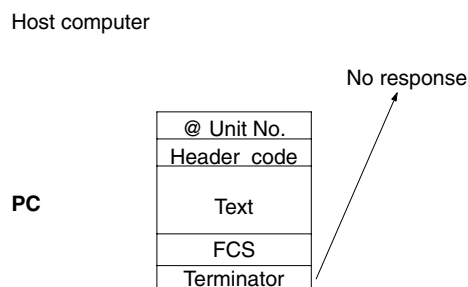 Host computer
No response
@ Unit No.
Header code
PC
Text
FCS
Terminator